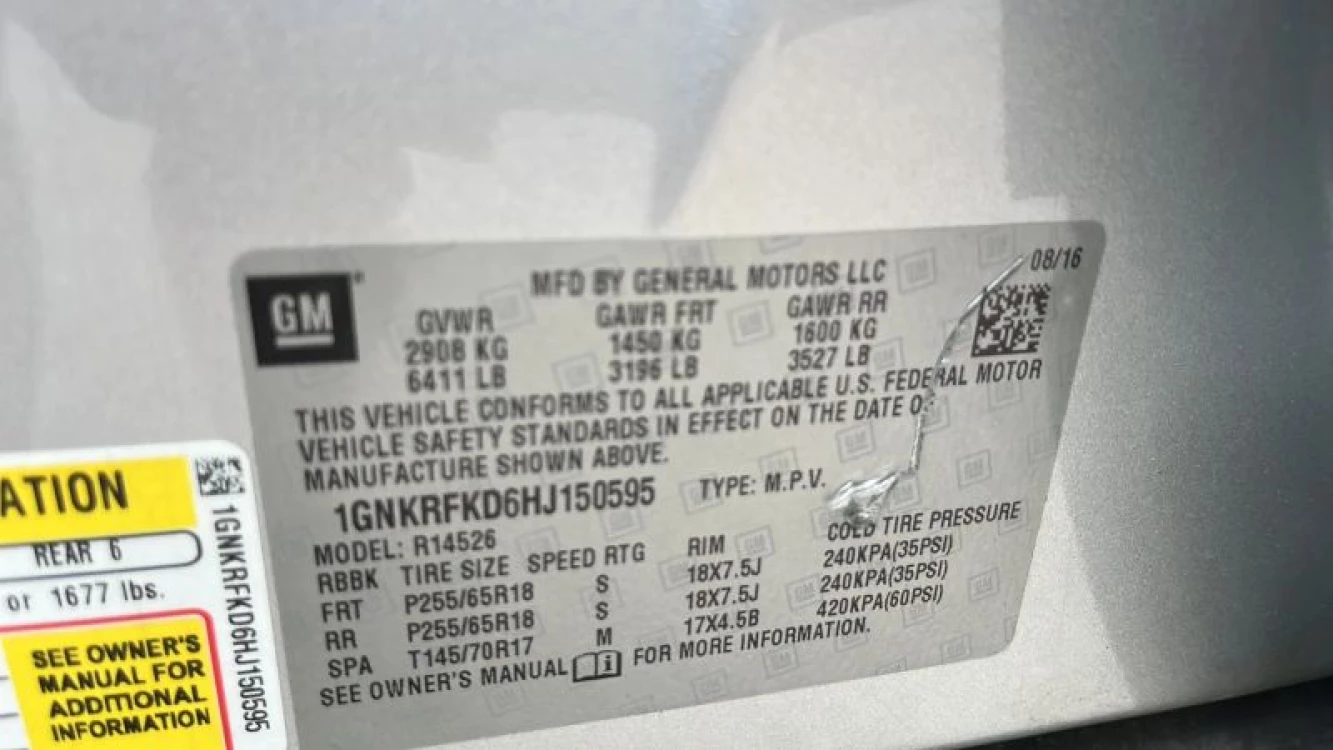 GM
MFD BY GENERAL MOTORS LLC
08/16
GVWR GAWR FRT GAWR RR
2908 KG 1450 KG 1600 KG
6411 LB 3196 LB 3527 LB
THIS VEHICLE CONFORMS TO ALL APPLICABLE U.S. FEDERAL MOTOR
VEHICLE SAFETY STANDARDS IN EFFECT ON THE DATE O
MANUFACTURE SHOWN ABOVE.
1GNKRFKD6HJ150595 TYPE: M.P.V.
MODEL: R14526
RBBK TIRE SIZE SPEED RTG RIM COLD TIRE PRESSURE
FRT P255/65R18 S 18X7.5J 240KPA(35PSI)
RR P255/65R18 S 18X7.5J 240KPA(35PSI)
SPA T145/70R17 M 17X4.5B 420KPA(60PSI)
SEE OWNER'S MANUAL FOR MORE INFORMATION.
ATION
REAR 6
or 1677 lbs.
SEE OWNER'S
MANUAL FOR
ADDITIONAL
INFORMATION
1GNKRFKD6HJ150595